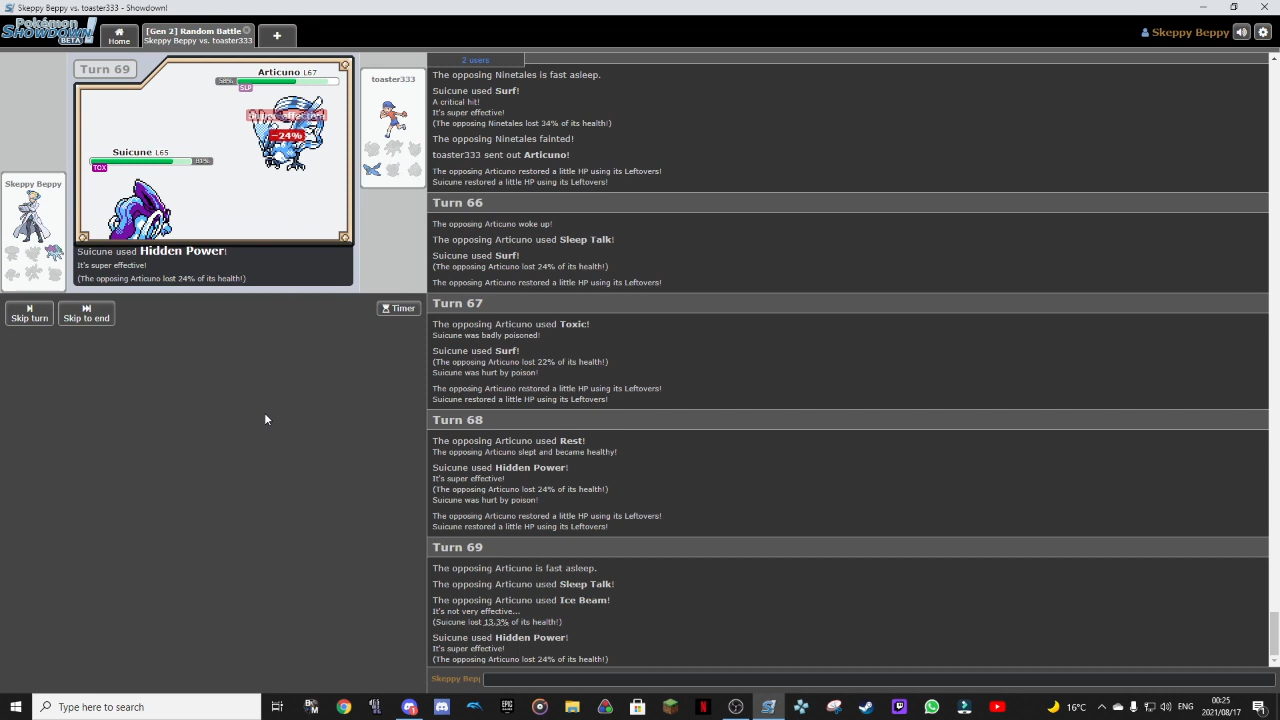 Skeppy Beppy vs. toaster333 - Showdown!
Pokémon
Showdown!
BETA
Home
[Gen 2] Random Battle
Skeppy Beppy vs. toaster333
Skeppy Beppy
Turn 69
Articuno L67
58%
SLP
Super effective!
−24%
Suicune L65
81%
TOX
toaster333
Skeppy Beppy
Suicune used Hidden Power!
It's super effective!
(The opposing Articuno lost 24% of its health!)
Skip turn
Skip to end
Timer
2 users
The opposing Ninetales is fast asleep.
Suicune used Surf!
A critical hit!
It's super effective!
(The opposing Ninetales lost 34% of its health!)
The opposing Ninetales fainted!
toaster333 sent out Articuno!
The opposing Articuno restored a little HP using its Leftovers!
Suicune restored a little HP using its Leftovers!
Turn 66
The opposing Articuno woke up!
The opposing Articuno used Sleep Talk!
Suicune used Surf!
(The opposing Articuno lost 24% of its health!)
The opposing Articuno restored a little HP using its Leftovers!
Turn 67
The opposing Articuno used Toxic!
Suicune was badly poisoned!
Suicune used Surf!
(The opposing Articuno lost 22% of its health!)
Suicune was hurt by poison!
The opposing Articuno restored a little HP using its Leftovers!
Suicune restored a little HP using its Leftovers!
Turn 68
The opposing Articuno used Rest!
The opposing Articuno slept and became healthy!
Suicune used Hidden Power!
It's super effective!
(The opposing Articuno lost 24% of its health!)
Suicune was hurt by poison!
The opposing Articuno restored a little HP using its Leftovers!
Suicune restored a little HP using its Leftovers!
Turn 69
The opposing Articuno is fast asleep.
The opposing Articuno used Sleep Talk!
The opposing Articuno used Ice Beam!
It's not very effective...
(Suicune lost 13.3% of its health!)
Suicune used Hidden Power!
It's super effective!
(The opposing Articuno lost 24% of its health!)
Skeppy Bepp
Type here to search
EPIC
16°C
ENG
00:25
2021/08/17